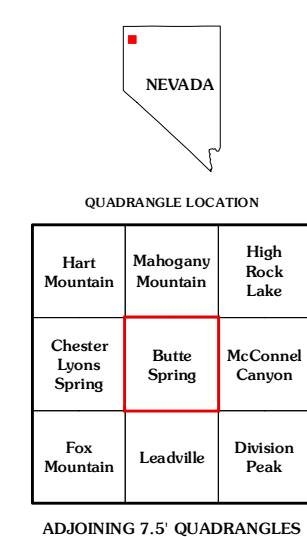 NEVADA
QUADRANGLE LOCATION
Hart
Mountain
Mahogany
Mountain
High
Rock
Lake
Chester
Lyons
Spring
Butte
Spring
McConnel
Canyon
Fox
Mountain
Leadville
Division
Peak
ADJOINING 7.5' QUADRANGLES